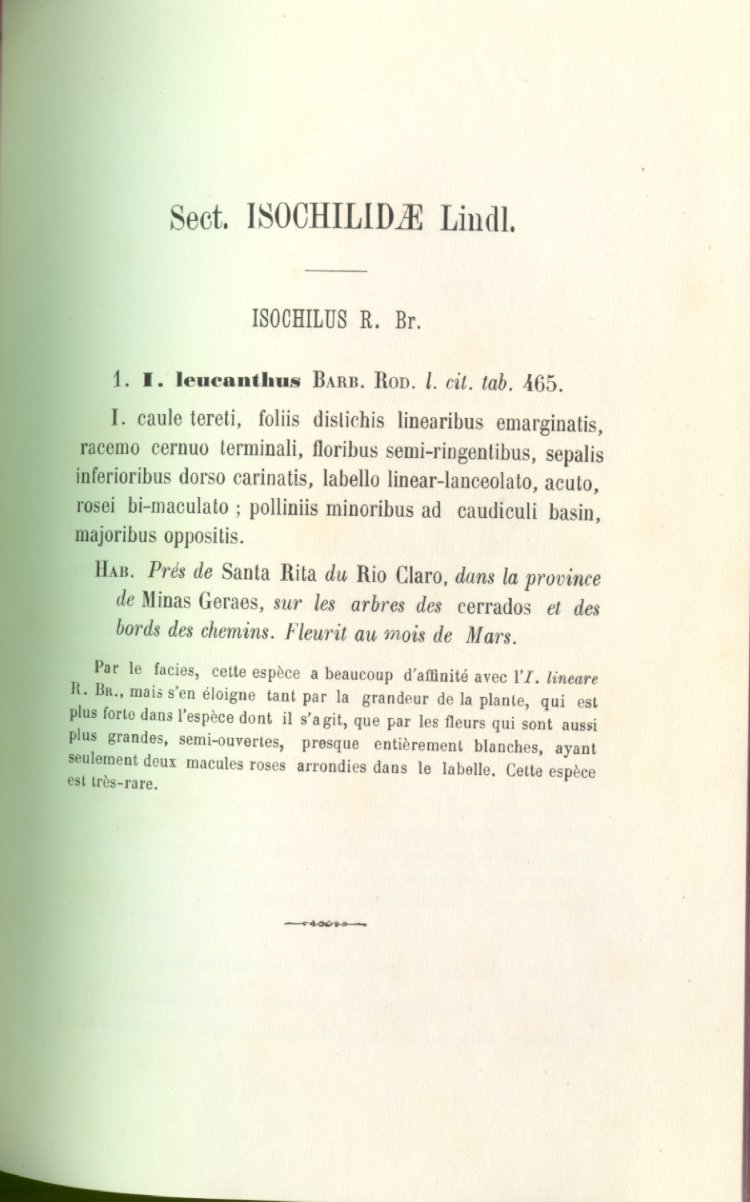 Sect. ISOCHILIDÆ Lindl.
ISOCHILUS R. Br.
1. I. leucanthus BARB. ROD. l. cit. tab. 465.
I. caule tereti, foliis distichis linearibus emarginatis,
racemo cernuo terminali, floribus semi-ringentibus, sepalis
inferioribus dorso carinatis, labello linear-lanceolato, acuto,
rosei bi-maculato ; polliniis minoribus ad caudiculi basin,
majoribus oppositis.
HAB. Prés de Santa Rita du Rio Claro, dans la province
de Minas Geraes, sur les arbres des cerrados et des
bords des chemins. Fleurit au mois de Mars.
Par le facies, cette espèce a beaucoup d'affinité avec l'I. lineare
R. BR., mais s'en éloigne tant par la grandeur de la plante, qui est
plus forte dans l'espèce dont il s'agit, que par les fleurs qui sont aussi
plus grandes, semi-ouvertes, presque entièrement blanches, ayant
seulement deux macules roses arrondies dans le labelle. Cette espèce
est très-rare.